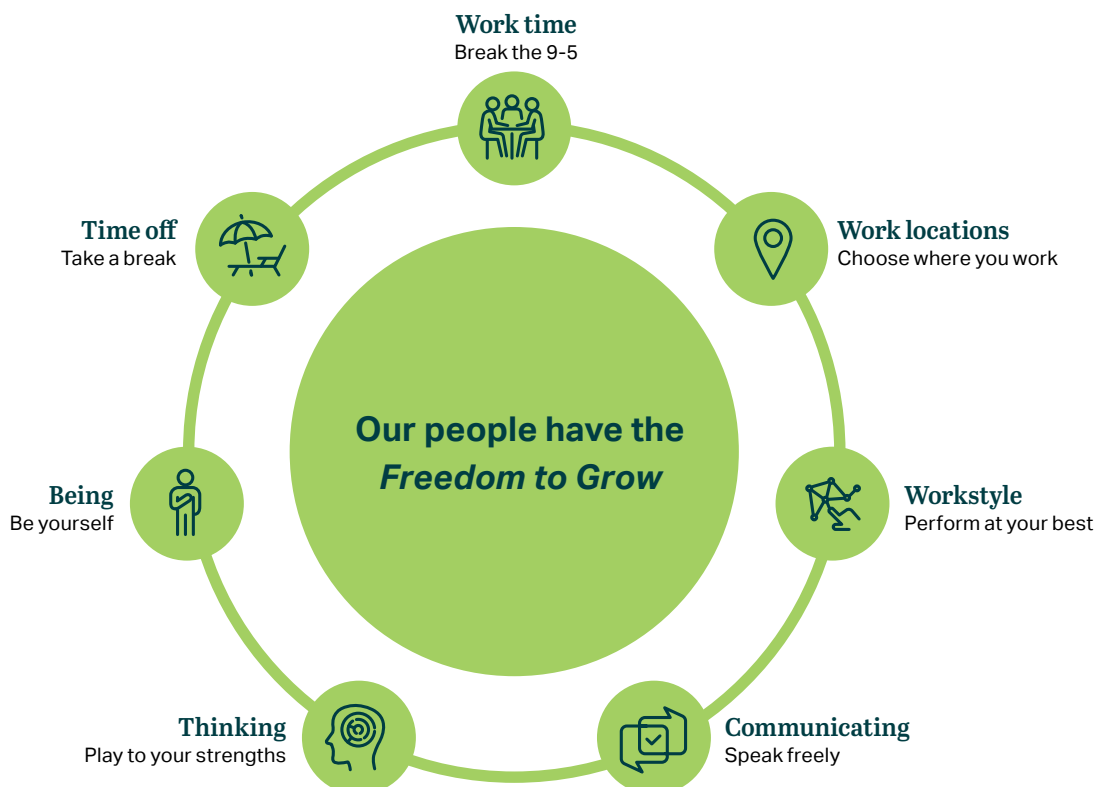 Work time
Break the 9-5
Work locations
Choose where you work
Workstyle
Perform at your best
Communicating
Speak freely
Thinking
Play to your strengths
Being
Be yourself
Time off
Take a break
Our people have the
Freedom to Grow